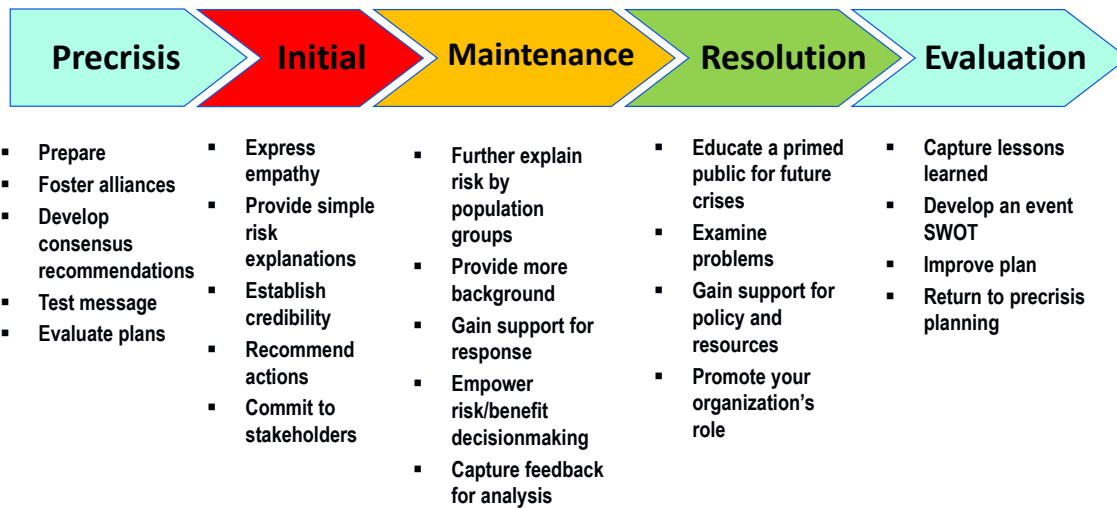 Precrisis
Initial
Maintenance
Resolution
Evaluation
▪ Prepare
▪ Foster alliances
▪ Develop
consensus
recommendations
▪ Test message
▪ Evaluate plans
▪ Express
empathy
▪ Provide simple
risk
explanations
▪ Establish
credibility
▪ Recommend
actions
▪ Commit to
stakeholders
▪ Further explain
risk by
population
groups
▪ Provide more
background
▪ Gain support for
response
▪ Empower
risk/benefit
decisionmaking
▪ Capture feedback
for analysis
▪ Educate a primed
public for future
crises
▪ Examine
problems
▪ Gain support for
policy and
resources
▪ Promote your
organization’s
role
▪ Capture lessons
learned
▪ Develop an event
SWOT
▪ Improve plan
▪ Return to precrisis
planning